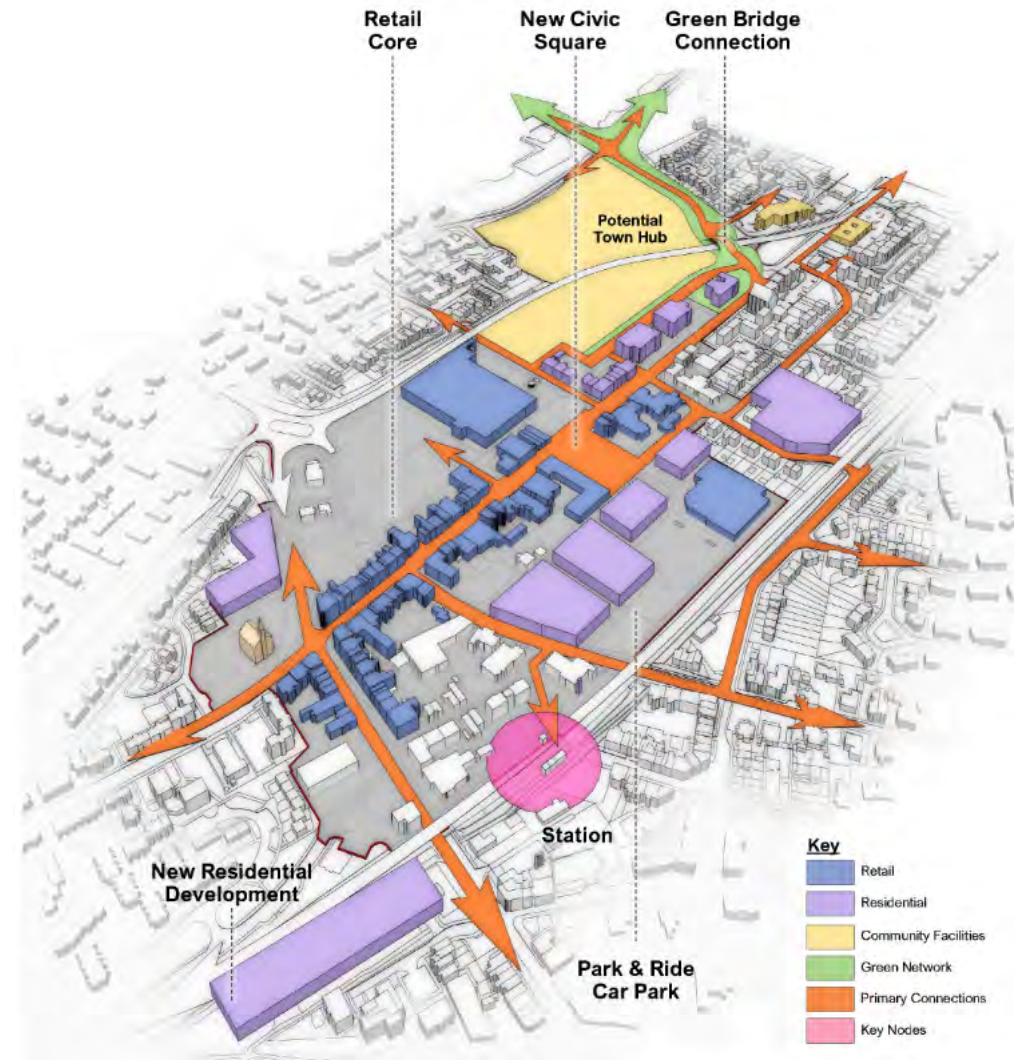 Retail
Core
New Civic
Square
Green Bridge
Connection
Potential
Town Hub
Station
New Residential
Development
Park & Ride
Car Park
Key
Retail
Residential
Community Facilities
Green Network
Primary Connections
Key Nodes